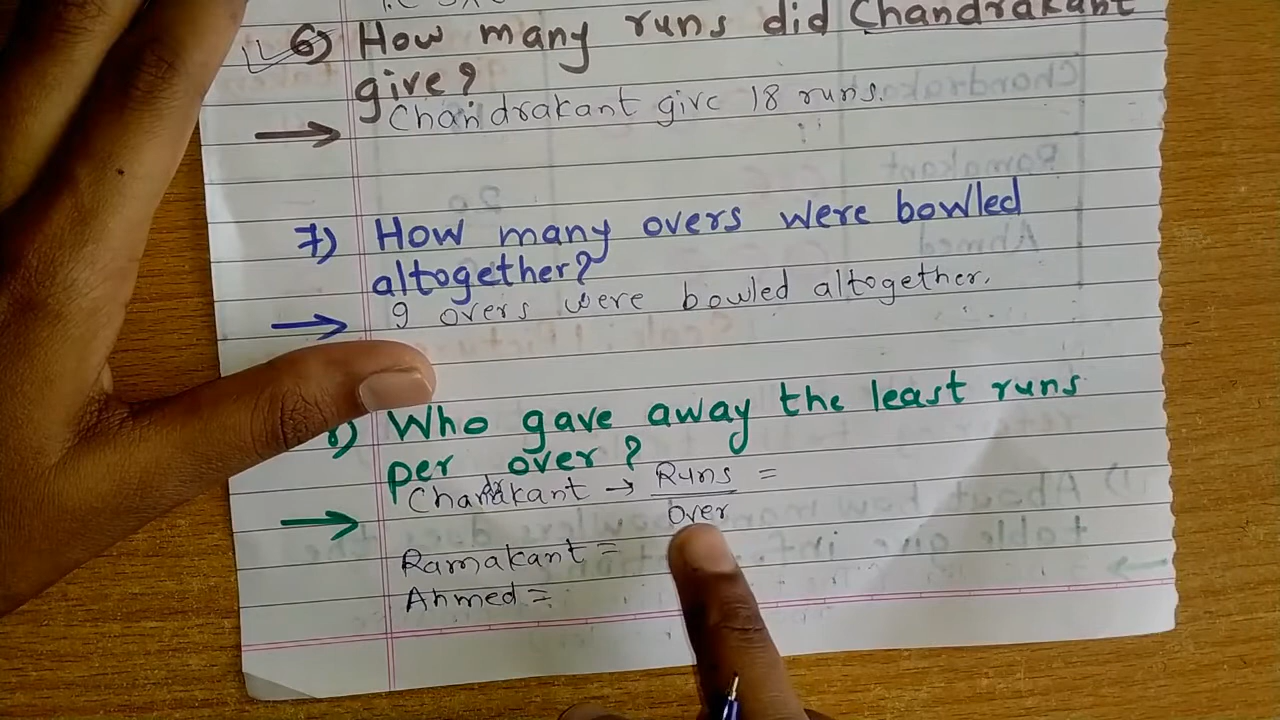 6) How many runs did Chandrakant
give?
Chandrakant give 18 runs.
7) How many overs were bowled
altogether?
9 overs were bowled altogether.
8) Who gave away the least runs
per over?
Chandrakant → Runs =
over
Ramakant =
Ahmed =